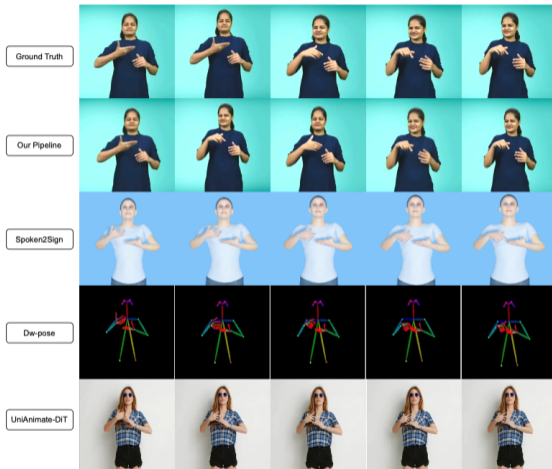 Ground Truth
Our Pipeline
Spoken2Sign
Dw-pose
UniAnimate-DiT